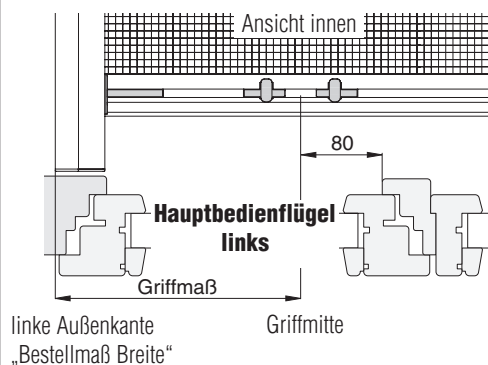 Ansicht innen
80
Hauptbedienflügel
links
Griffmaß
linke Außenkante
„Bestellmaß Breite“
Griffmitte